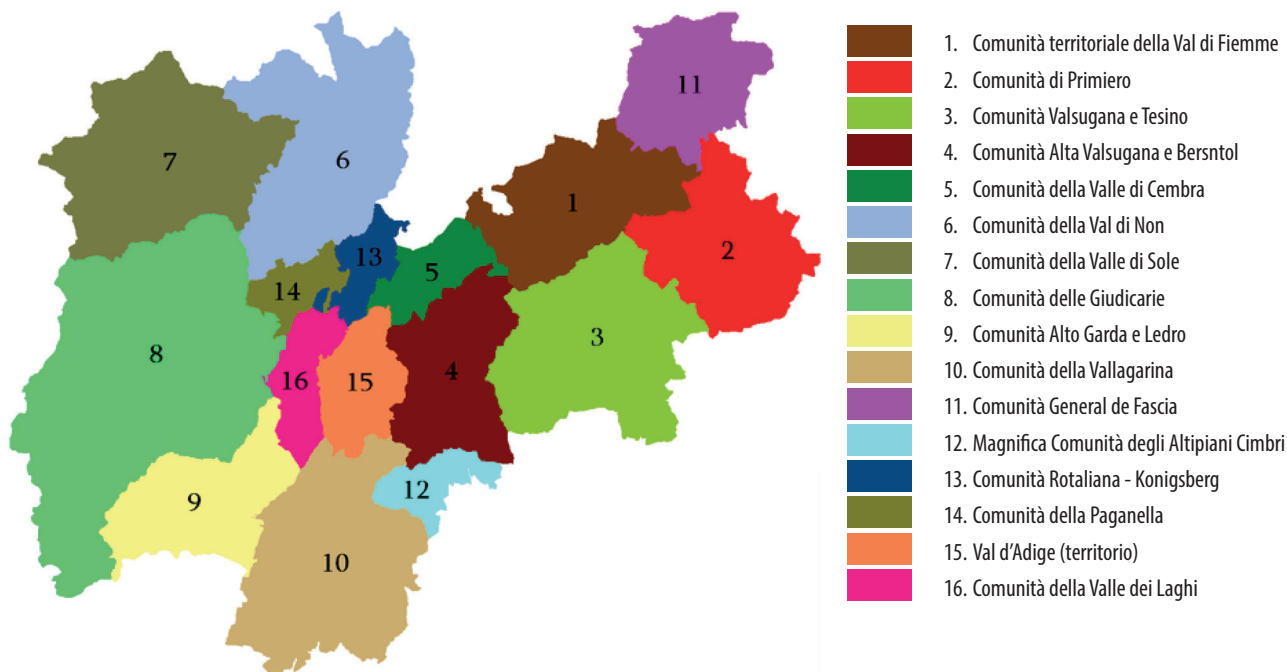 11
7
6
1
2
13
5
14
3
8
4
16
15
9
12
10
1. Comunità territoriale della Val di Fiemme
2. Comunità di Primiero
3. Comunità Valsugana e Tesino
4. Comunità Alta Valsugana e Bersntol
5. Comunità della Valle di Cembra
6. Comunità della Val di Non
7. Comunità della Valle di Sole
8. Comunità delle Giudicarie
9. Comunità Alto Garda e Ledro
10. Comunità della Vallagarina
11. Comunità General de Fascia
12. Magnifica Comunità degli Altipiani Cimbri
13. Comunità Rotaliana - Konigsberg
14. Comunità della Paganella
15. Val d'Adige (territorio)
16. Comunità della Valle dei Laghi